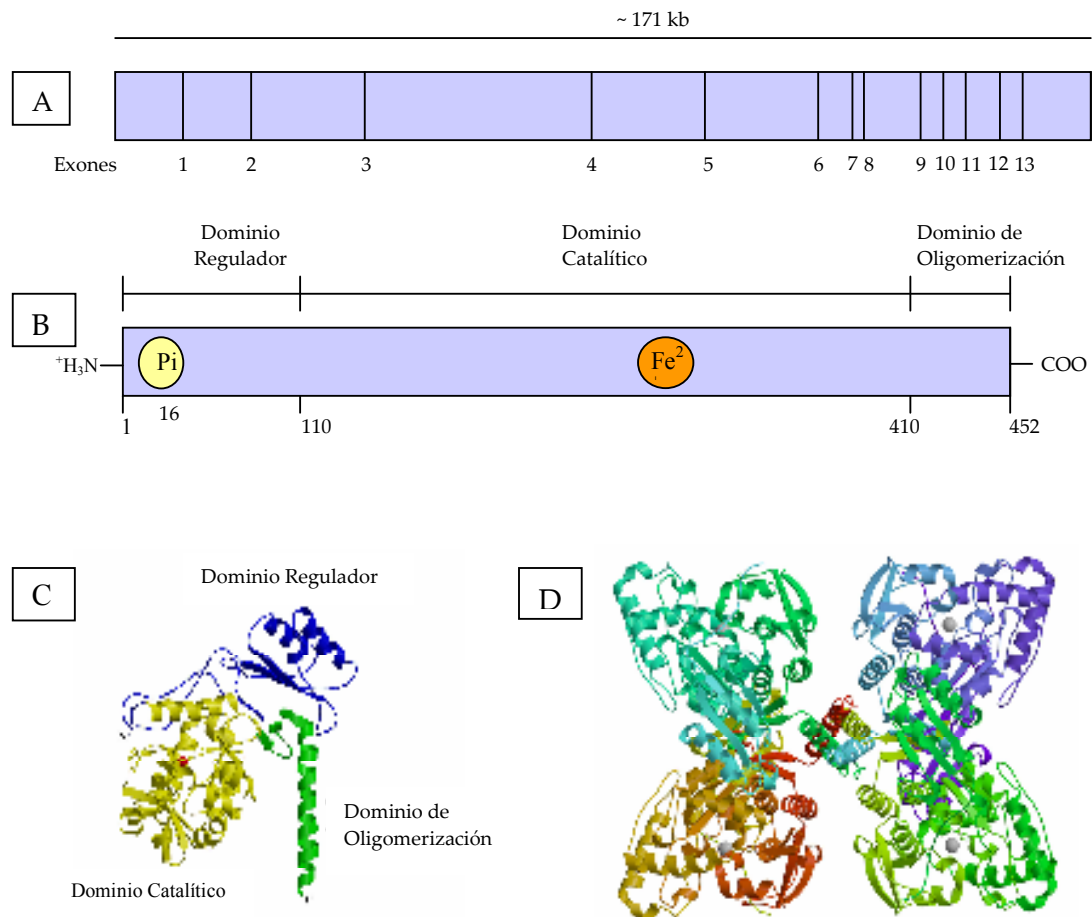 ~ 171 kb
A
Exones 1 2 3 4 5 6 7 8 9 10 11 12 13
Dominio Regulador
Dominio Catalítico
Dominio de Oligomerización
B
⁺H₃N
Pi
Fe²
COO
1 16 110 410 452
C
Dominio Regulador
Dominio de Oligomerización
Dominio Catalítico
D